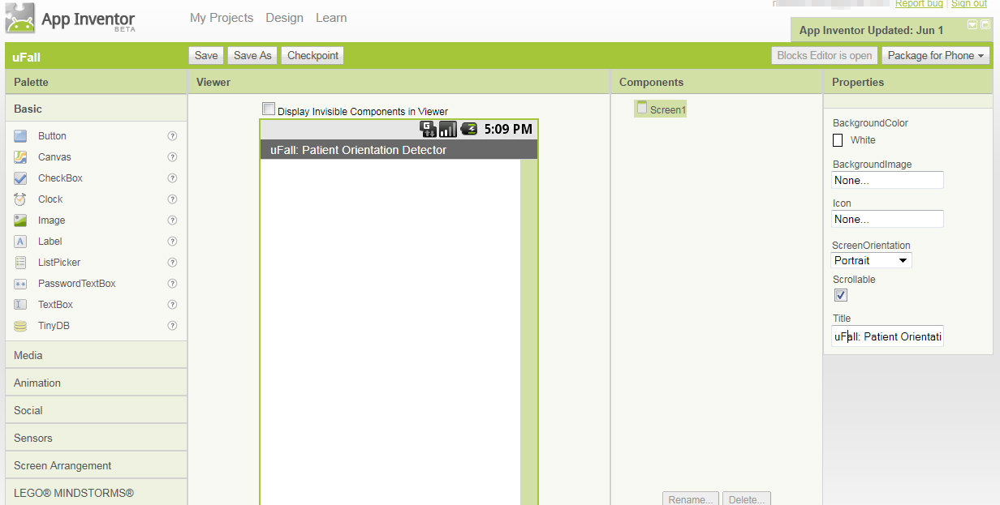 App Inventor
BETA
My Projects Design Learn
Report bug | Sign out
App Inventor Updated: Jun 1
uFall
Save Save As Checkpoint
Blocks Editor is open Package for Phone
Palette
Viewer
Components
Properties
Basic
Button ?
Canvas ?
CheckBox ?
Clock ?
Image ?
A Label ?
ListPicker ?
PasswordTextBox ?
TextBox ?
TinyDB ?
Media
Animation
Social
Sensors
Screen Arrangement
LEGO® MINDSTORMS®
Display Invisible Components in Viewer
G 5:09 PM
uFall: Patient Orientation Detector
Screen1
Rename... Delete...
BackgroundColor
White
BackgroundImage
None...
Icon
None...
ScreenOrientation
Portrait
Scrollable
Title
uFall: Patient Orientati